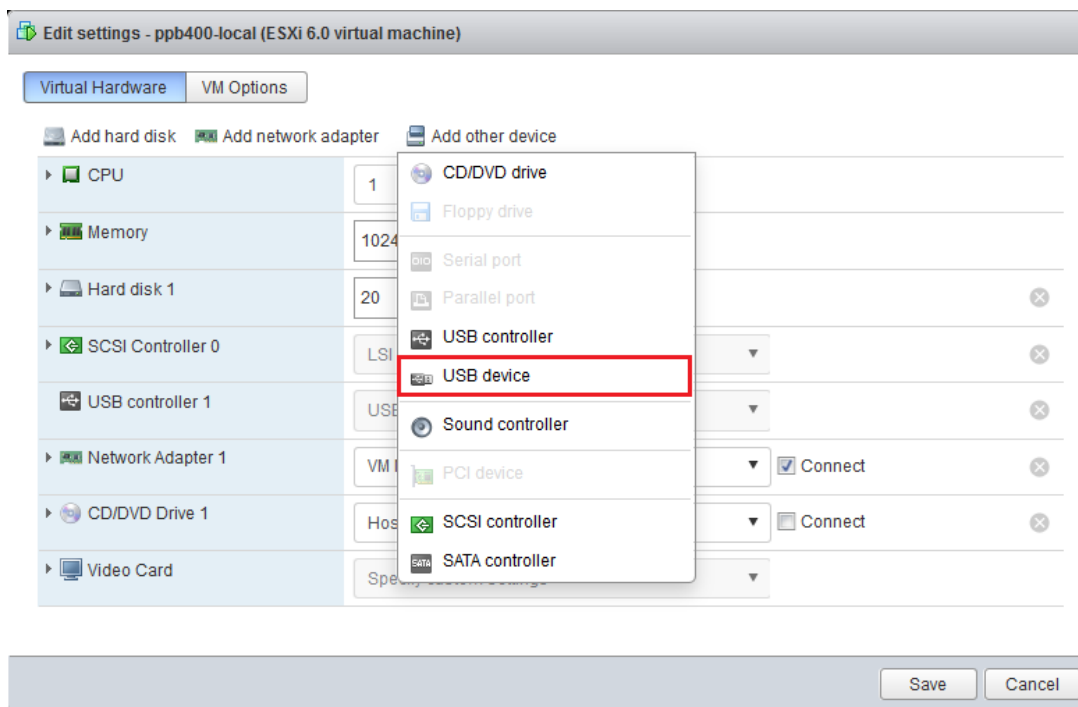 Edit settings - ppb400-local (ESXi 6.0 virtual machine)
Virtual Hardware VM Options
Add hard disk Add network adapter Add other device
CPU 1
Memory 1024
Hard disk 1 20
SCSI Controller 0 LSI
USB controller 1 USB
Network Adapter 1 VM Connect
CD/DVD Drive 1 Hos Connect
Video Card
CD/DVD drive
Floppy drive
Serial port
Parallel port
USB controller
USB device
Sound controller
PCI device
SCSI controller
SATA controller
Save Cancel